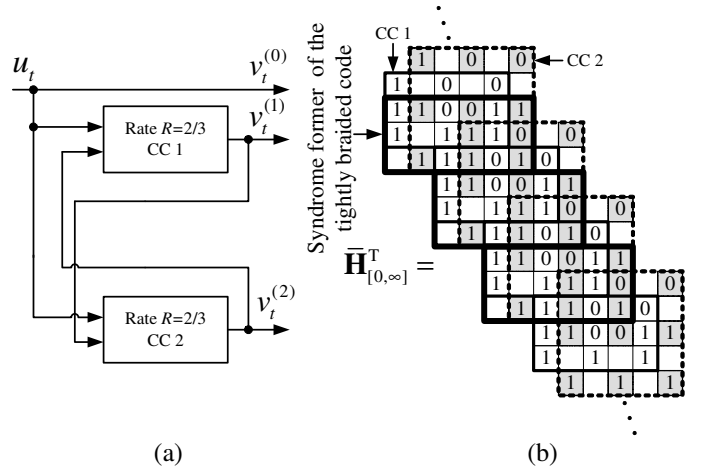 u_t
v_t^(0)
v_t^(1)
Rate R=2/3
CC 1
v_t^(2)
Rate R=2/3
CC 2
(a)
Syndrome former of the
tightly braided code
CC 1
CC 2
H̅^T_[0,∞] =
1 0 0
1 0 0
1 1 0 0 1 1
1 1 1 1 0 0
1 1 1 0 1 0
1 1 0 0 1 1
1 1 1 1 0 0
1 1 1 0 1 0
1 1 0 0 1 1
1 1 1 1 0 0
1 1 1 0 1 0
1 1 0 0 1 1
1 1 1
1 1 1
(b)